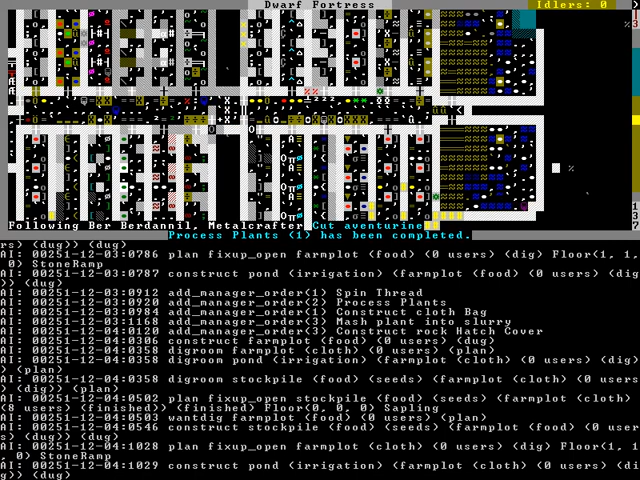 Dwarf Fortress
Idlers: 0
Following Ber Berdannil, Metalcrafter
Cut aventurine
Process Plants (1) has been completed.
rs) (dug)) (dug)
AI: 00251-12-03:0786 plan fixup_open farmplot (food) (0 users) (dig) Floor(1, 1,
 0) StoneRamp
AI: 00251-12-03:0787 construct pond (irrigation) (farmplot (food) (0 users) (dig
)) (dug)
AI: 00251-12-03:0912 add_manager_order(1) Spin Thread
AI: 00251-12-03:0920 add_manager_order(2) Process Plants
AI: 00251-12-03:0984 add_manager_order(1) Construct cloth Bag
AI: 00251-12-03:1168 add_manager_order(3) Mash plant into slurry
AI: 00251-12-04:0120 add_manager_order(3) Construct rock Hatch Cover
AI: 00251-12-04:0306 construct farmplot (food) (0 users) (dug)
AI: 00251-12-04:0358 digroom farmplot (cloth) (0 users) (plan)
AI: 00251-12-04:0358 digroom pond (irrigation) (farmplot (cloth) (0 users) (dig)
) (plan)
AI: 00251-12-04:0358 digroom stockpile (food) (seeds) (farmplot (cloth) (0 users
) (dig)) (plan)
AI: 00251-12-04:0502 plan fixup_open stockpile (food) (seeds) (farmplot (cloth)
(8 users) (finished)) (finished) Floor(0, 0, 0) Sapling
AI: 00251-12-04:0503 wantdig farmplot (food) (0 users) (plan)
AI: 00251-12-04:0546 construct stockpile (food) (seeds) (farmplot (food) (0 user
s) (dug)) (dug)
AI: 00251-12-04:1028 plan fixup_open farmplot (cloth) (0 users) (dig) Floor(1, 1
, 0) StoneRamp
AI: 00251-12-04:1029 construct pond (irrigation) (farmplot (cloth) (0 users) (di
g)) (dug)